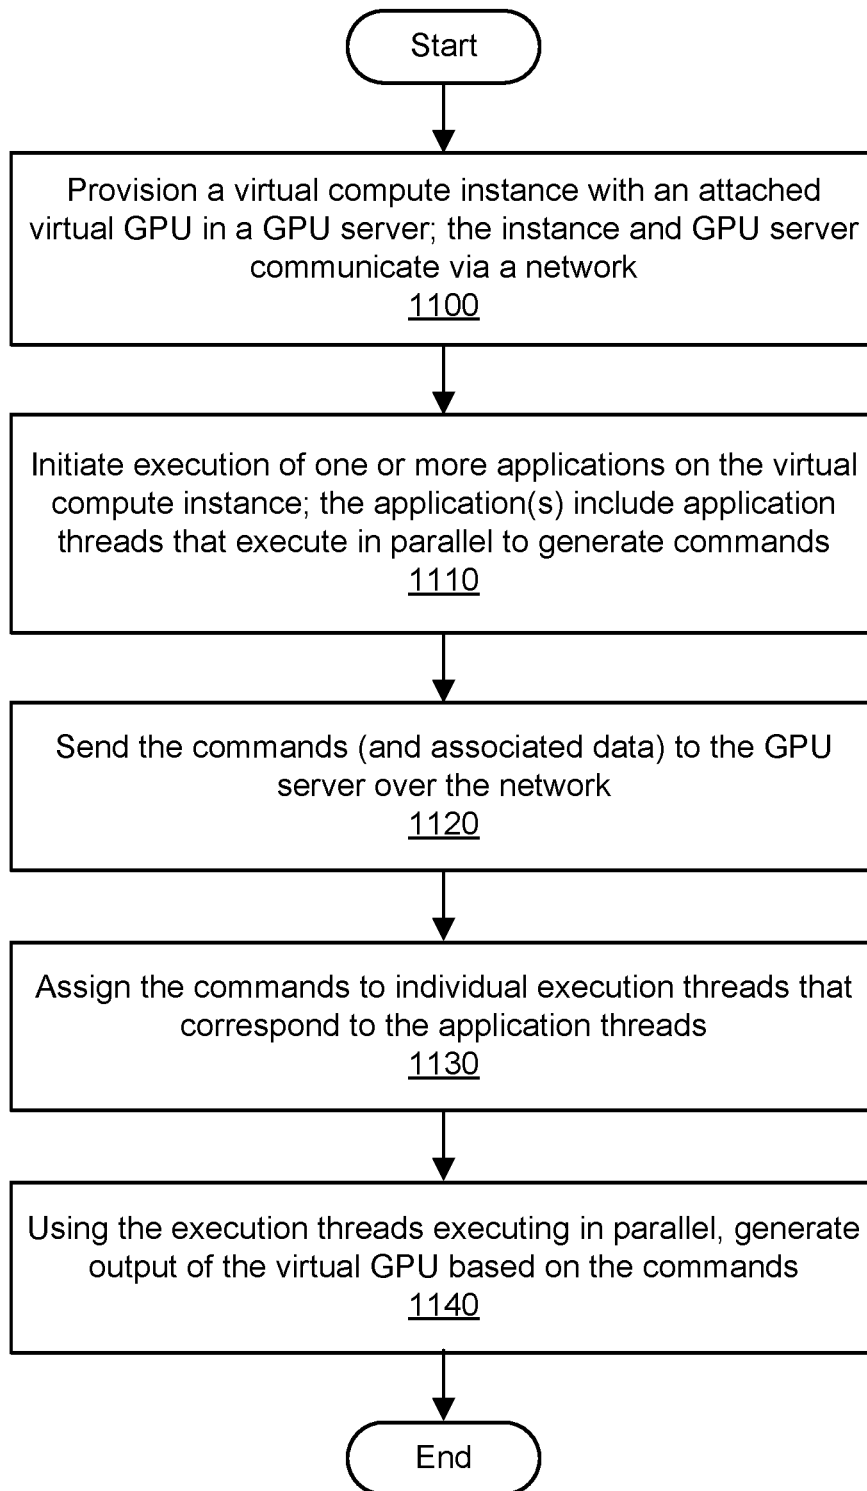 Start
Provision a virtual compute instance with an attached
virtual GPU in a GPU server; the instance and GPU server
communicate via a network
1100
Initiate execution of one or more applications on the virtual
compute instance; the application(s) include application
threads that execute in parallel to generate commands
1110
Send the commands (and associated data) to the GPU
server over the network
1120
Assign the commands to individual execution threads that
correspond to the application threads
1130
Using the execution threads executing in parallel, generate
output of the virtual GPU based on the commands
1140
End